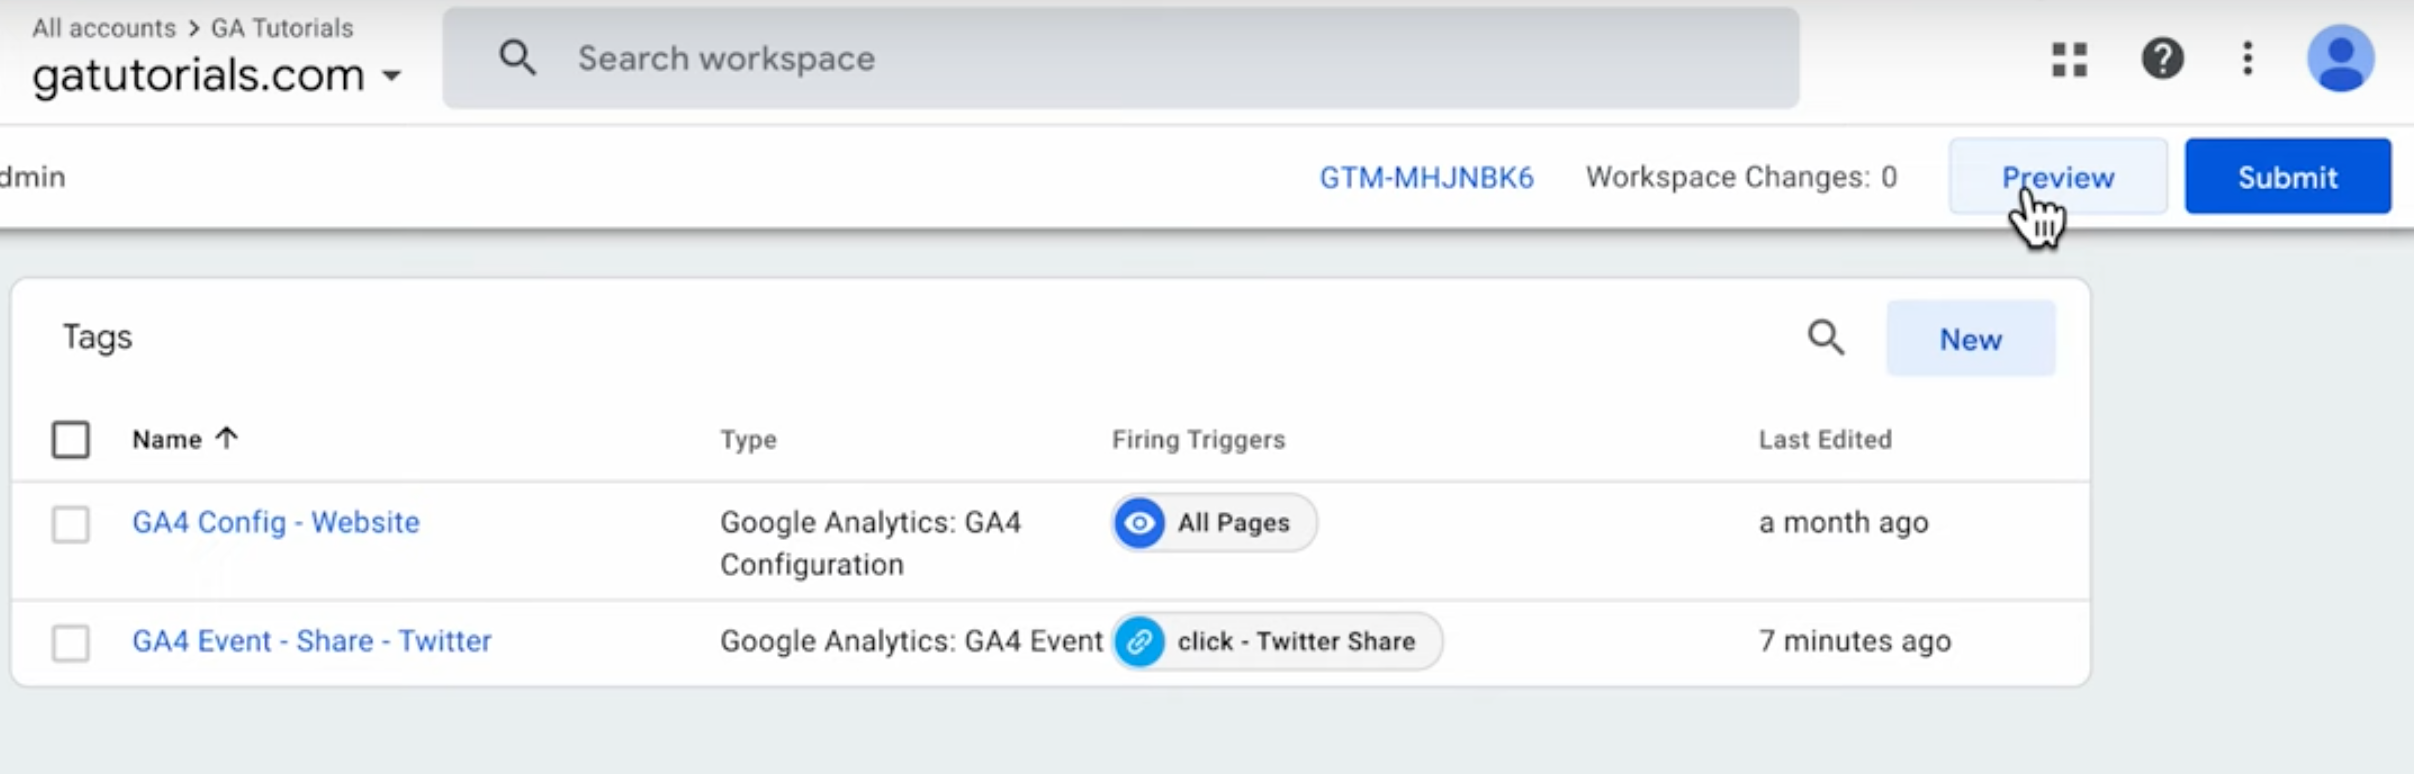 All accounts > GA Tutorials
gatutorials.com
Search workspace
dmin
GTM-MHJNBK6
Workspace Changes: 0
Preview
Submit
Tags
New
Name
Type
Firing Triggers
Last Edited
GA4 Config - Website
Google Analytics: GA4
Configuration
All Pages
a month ago
GA4 Event - Share - Twitter
Google Analytics: GA4 Event
click - Twitter Share
7 minutes ago